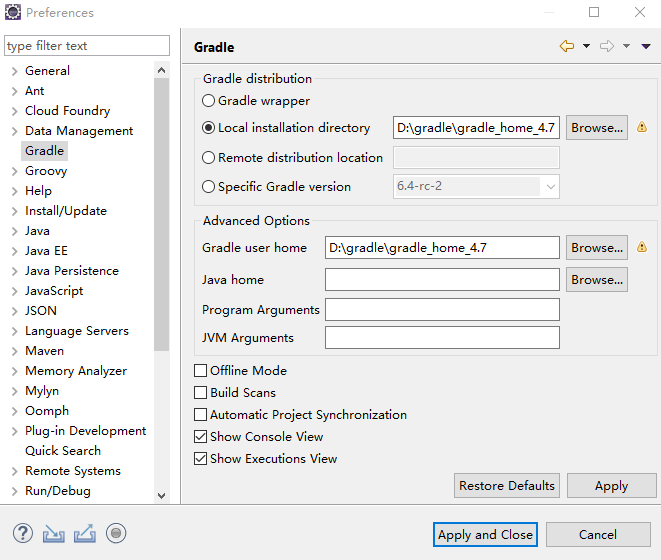 Preferences
type filter text
General
Ant
Cloud Foundry
Data Management
Gradle
Groovy
Help
Install/Update
Java
Java EE
Java Persistence
JavaScript
JSON
Language Servers
Maven
Memory Analyzer
Mylyn
Oomph
Plug-in Development
Quick Search
Remote Systems
Run/Debug
Gradle
Gradle distribution
Gradle wrapper
Local installation directory D:\gradle\gradle_home_4.7 Browse...
Remote distribution location
Specific Gradle version 6.4-rc-2
Advanced Options
Gradle user home D:\gradle\gradle_home_4.7 Browse...
Java home Browse...
Program Arguments
JVM Arguments
Offline Mode
Build Scans
Automatic Project Synchronization
Show Console View
Show Executions View
Restore Defaults Apply
? Apply and Close Cancel